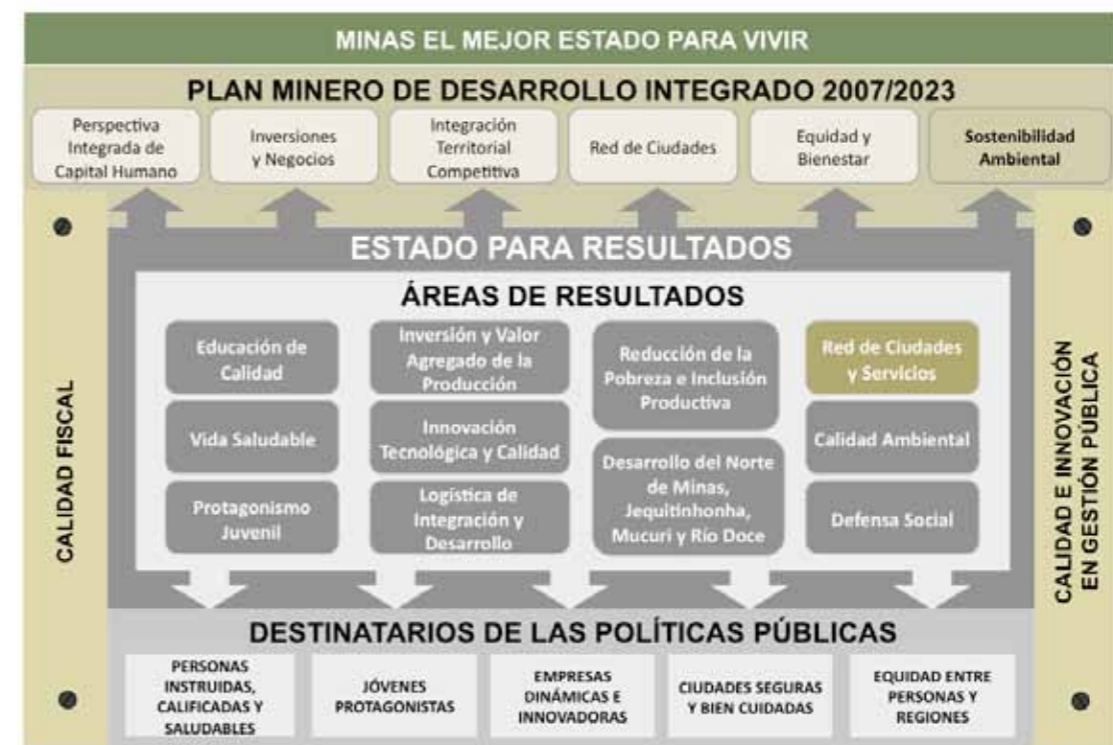 MINAS EL MEJOR ESTADO PARA VIVIR
PLAN MINERO DE DESARROLLO INTEGRADO 2007/2023
Perspectiva
Integrada de
Capital Humano
Inversiones
y Negocios
Integración
Territorial
Competitiva
Red de Ciudades
Equidad y
Bienestar
Sostenibilidad
Ambiental
CALIDAD FISCAL
ESTADO PARA RESULTADOS
ÁREAS DE RESULTADOS
Educación de
Calidad
Vida Saludable
Protagonismo
Juvenil
Inversión y Valor
Agregado de la
Producción
Innovación
Tecnológica y Calidad
Logística de
Integración y
Desarrollo
Reducción de la
Pobreza e Inclusión
Productiva
Desarrollo del Norte
de Minas,
Jequitinhonha,
Mucuri y Río Doce
Red de Ciudades
y Servicios
Calidad Ambiental
Defensa Social
CALIDAD E INNOVACIÓN
EN GESTIÓN PÚBLICA
DESTINATARIOS DE LAS POLÍTICAS PÚBLICAS
PERSONAS
INSTRUIDAS,
CALIFICADAS Y
SALUDABLES
JÓVENES
PROTAGONISTAS
EMPRESAS
DINÁMICAS E
INNOVADORAS
CIUDADES SEGURAS
Y BIEN CUIDADAS
EQUIDAD ENTRE
PERSONAS Y
REGIONES